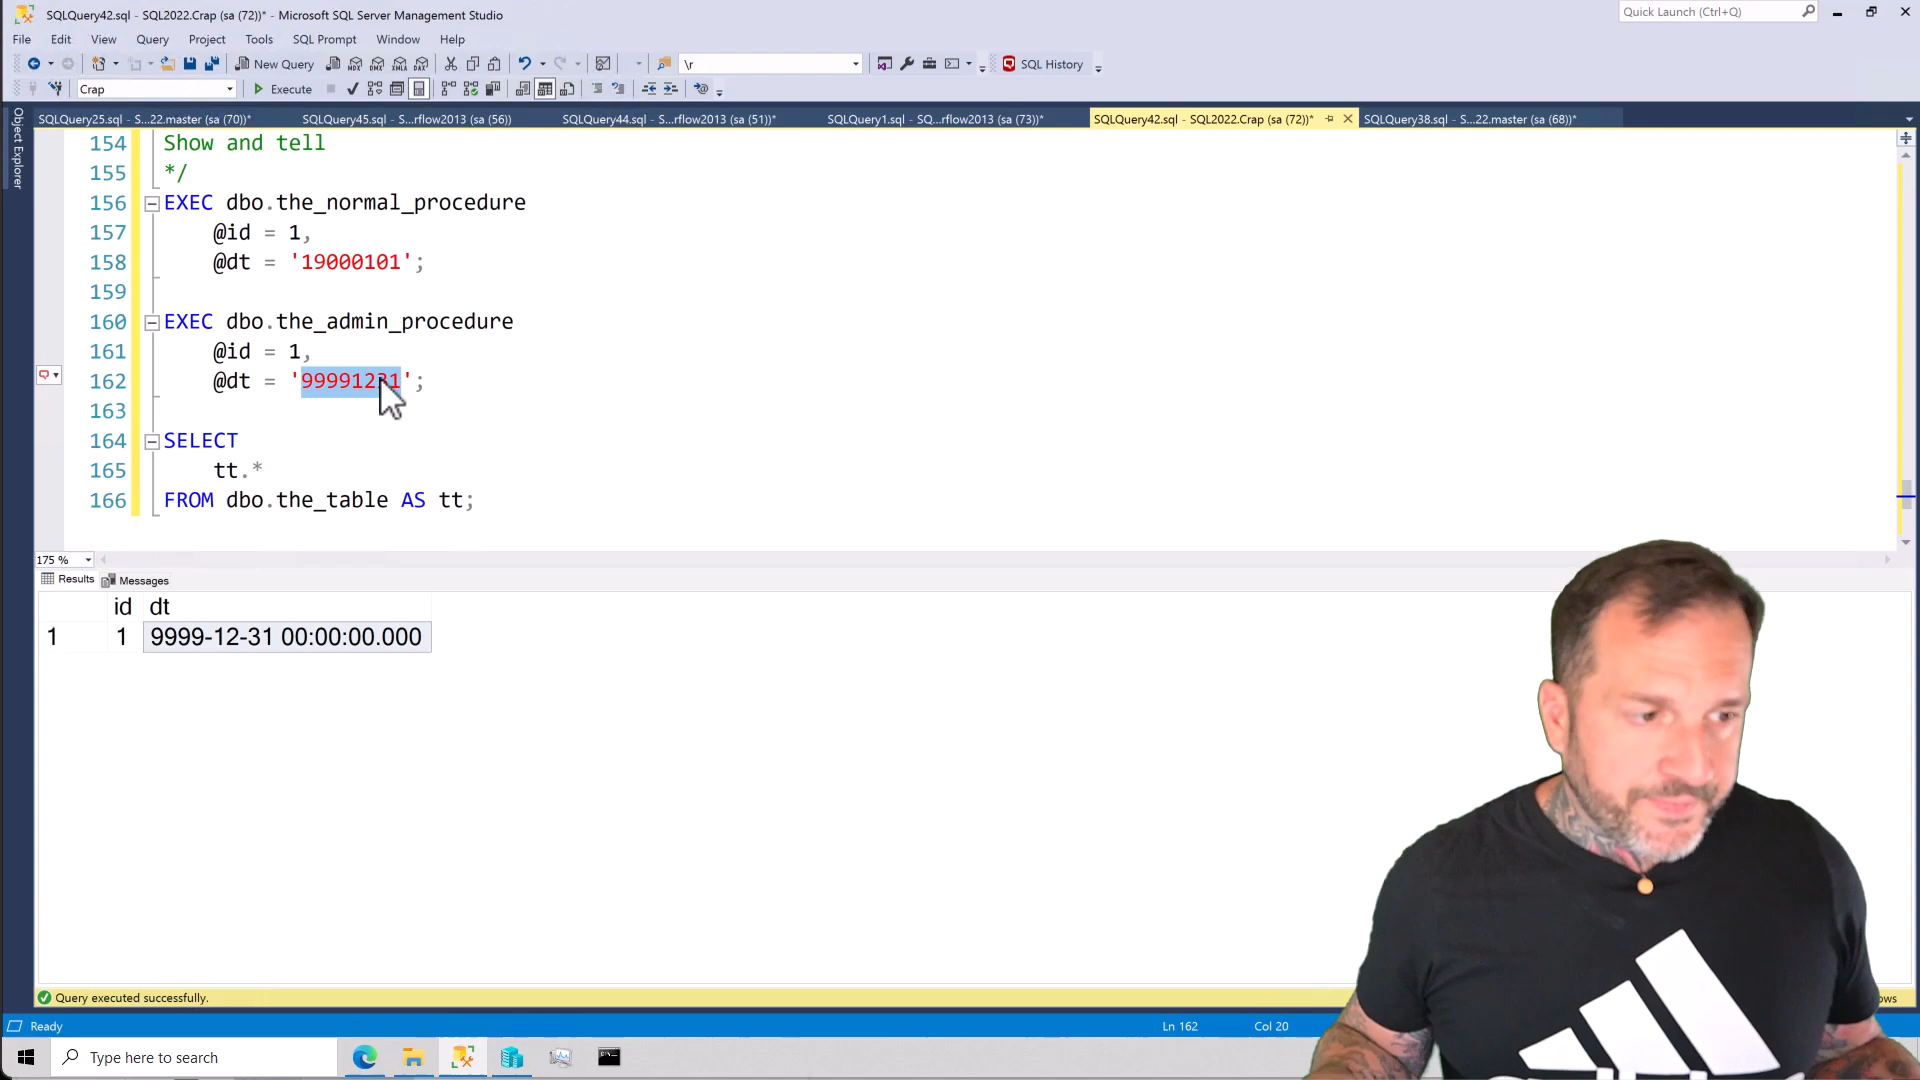 SQLQuery42.sql - SQL2022.Crap (sa (72))* - Microsoft SQL Server Management Studio
Quick Launch (Ctrl+Q)
File Edit View Query Project Tools SQL Prompt Window Help
New Query
\r
SQL History
Crap
Execute
SQLQuery25.sql - S...22.master (sa (70))*
SQLQuery45.sql - S...rflow2013 (sa (56))
SQLQuery44.sql - S...rflow2013 (sa (51))*
SQLQuery1.sql - SQ...rflow2013 (sa (73))*
SQLQuery42.sql - SQL2022.Crap (sa (72))*
SQLQuery38.sql - S...22.master (sa (68))*
Object Explorer
154 Show and tell
155 */
156 EXEC dbo.the_normal_procedure
157 @id = 1,
158 @dt = '19000101';
159
160 EXEC dbo.the_admin_procedure
161 @id = 1,
162 @dt = '99991231';
163
164 SELECT
165 tt.*
166 FROM dbo.the_table AS tt;
175 %
Results Messages
id dt
1 1 9999-12-31 00:00:00.000
Query executed successfully.
Ready
Ln 162
Col 20
Type here to search